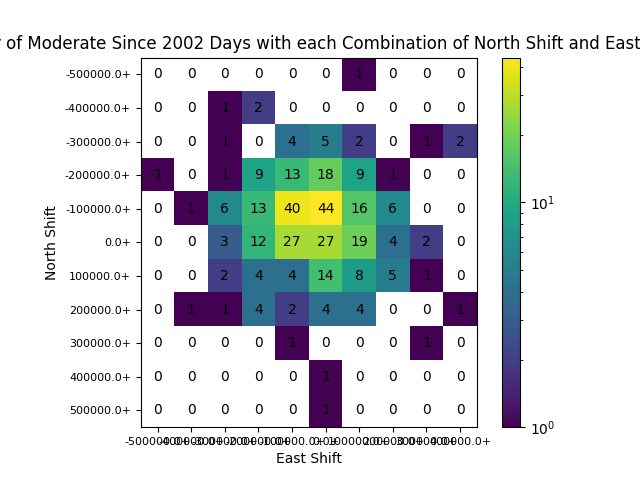 of Moderate Since 2002 Days with each Combination of North Shift and East
-500000.0+ 0 0 0 0 0 0 1 0 0 0
-400000.0+ 0 0 1 2 0 0 0 0 0 0
-300000.0+ 0 0 1 0 4 5 2 0 1 2
-200000.0+ 1 0 1 9 13 18 9 1 0 0
-100000.0+ 0 1 6 13 40 44 16 6 0 0
0.0+ 0 0 3 12 27 27 19 4 2 0
100000.0+ 0 0 2 4 4 14 8 5 1 0
200000.0+ 0 1 1 4 2 4 4 0 0 1
300000.0+ 0 0 0 0 1 0 0 0 1 0
400000.0+ 0 0 0 0 0 1 0 0 0 0
500000.0+ 0 0 0 0 0 1 0 0 0 0
North Shift
East Shift
10¹
10⁰